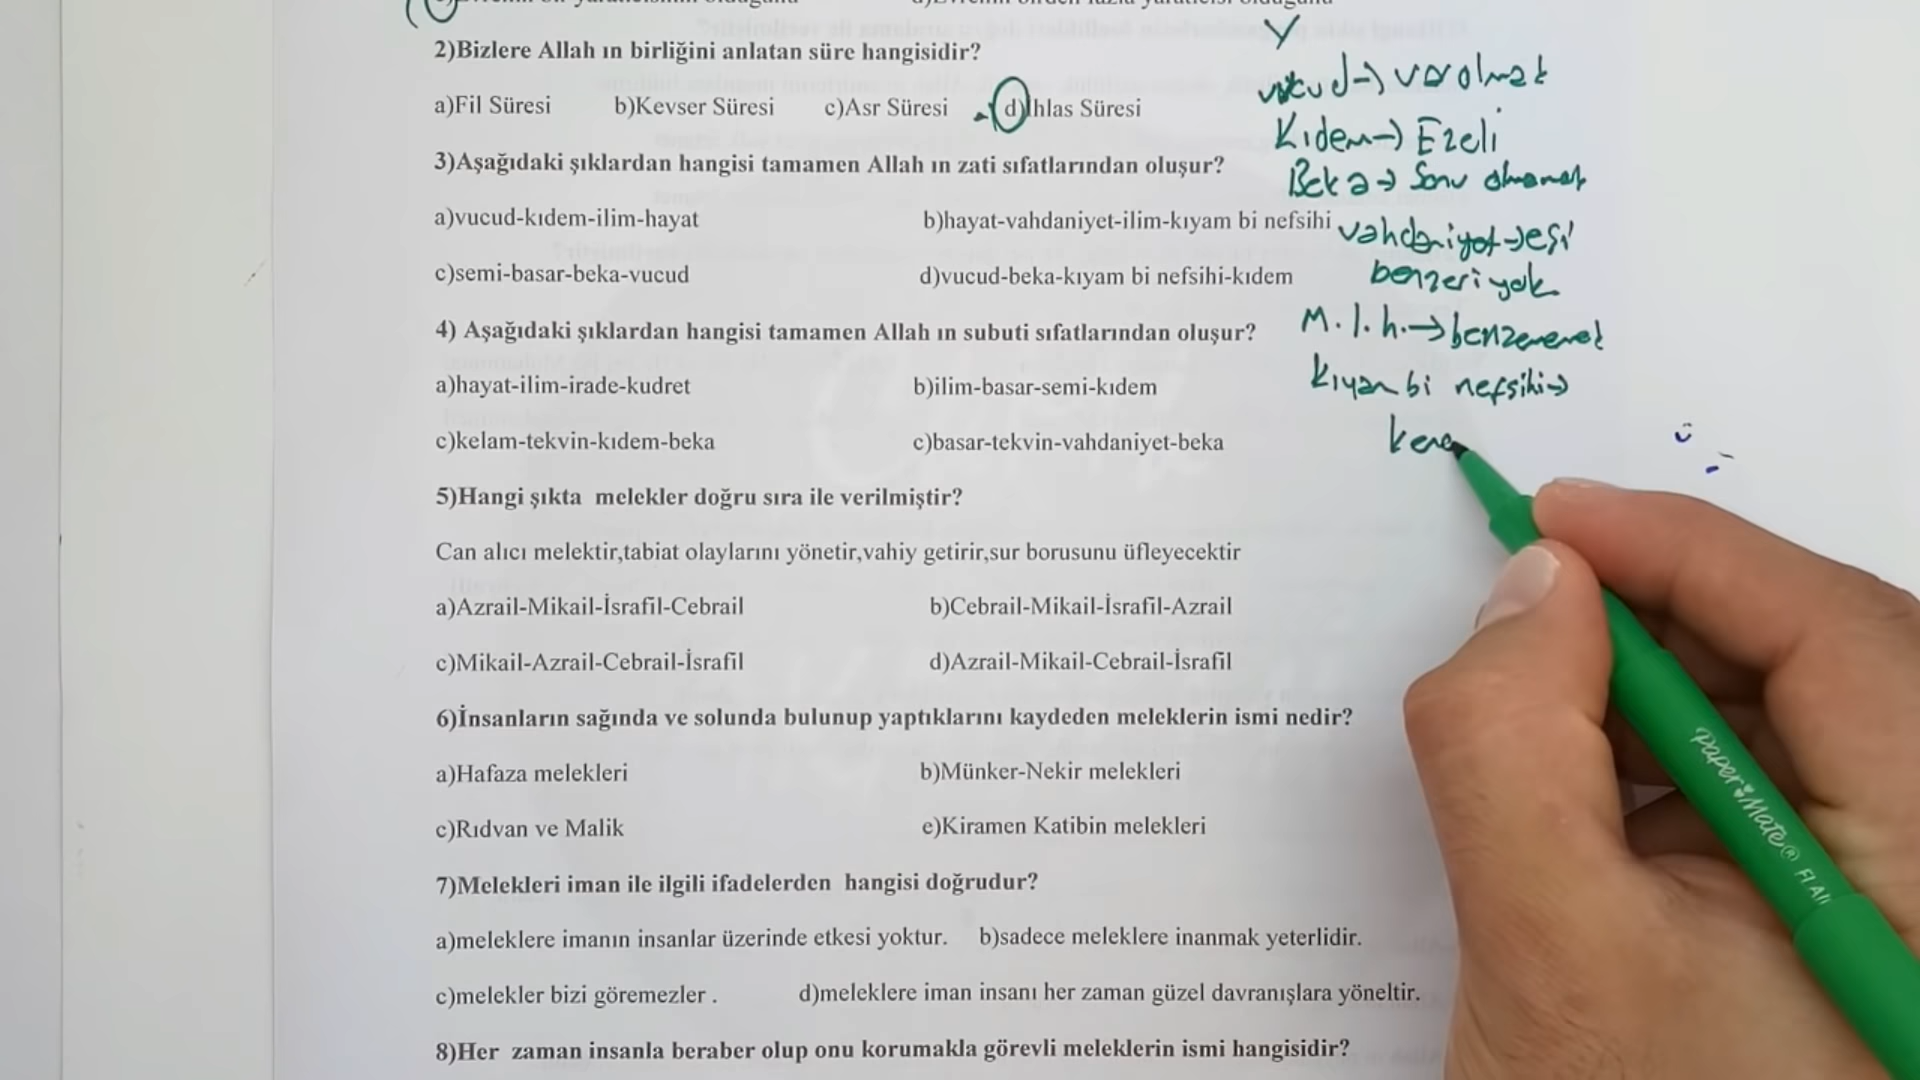 2)Bizlere Allah ın birliğini anlatan süre hangisidir?
a)Fil Süresi b)Kevser Süresi c)Asr Süresi d)İhlas Süresi
3)Aşağıdaki şıklardan hangisi tamamen Allah ın zati sıfatlarından oluşur?
a)vucud-kıdem-ilim-hayat b)hayat-vahdaniyet-ilim-kıyam bi nefsihi
c)semi-basar-beka-vucud d)vucud-beka-kıyam bi nefsihi-kıdem
4) Aşağıdaki şıklardan hangisi tamamen Allah ın subuti sıfatlarından oluşur?
a)hayat-ilim-irade-kudret b)ilim-basar-semi-kıdem
c)kelam-tekvin-kıdem-beka c)basar-tekvin-vahdaniyet-beka
5)Hangi şıkta melekler doğru sıra ile verilmiştir?
Can alıcı melektir,tabiat olaylarını yönetir,vahiy getirir,sur borusunu üfleyecektir
a)Azrail-Mikail-İsrafil-Cebrail b)Cebrail-Mikail-İsrafil-Azrail
c)Mikail-Azrail-Cebrail-İsrafil d)Azrail-Mikail-Cebrail-İsrafil
6)İnsanların sağında ve solunda bulunup yaptıklarını kaydeden meleklerin ismi nedir?
a)Hafaza melekleri b)Münker-Nekir melekleri
c)Rıdvan ve Malik e)Kiramen Katibin melekleri
7)Melekleri iman ile ilgili ifadelerden hangisi doğrudur?
a)meleklere imanın insanlar üzerinde etkesi yoktur. b)sadece meleklere inanmak yeterlidir.
c)melekler bizi göremezler . d)meleklere iman insanı her zaman güzel davranışlara yöneltir.
8)Her zaman insanla beraber olup onu korumakla görevli meleklerin ismi hangisidir?
Y
vucud → var olmak
Kıdem → Ezeli
Beka → Sonu olmamak
vahdaniyet → eşi
benzeri yok
M. l. h. → benzememek
kıyam bi nefsihi →
Paper Mate®